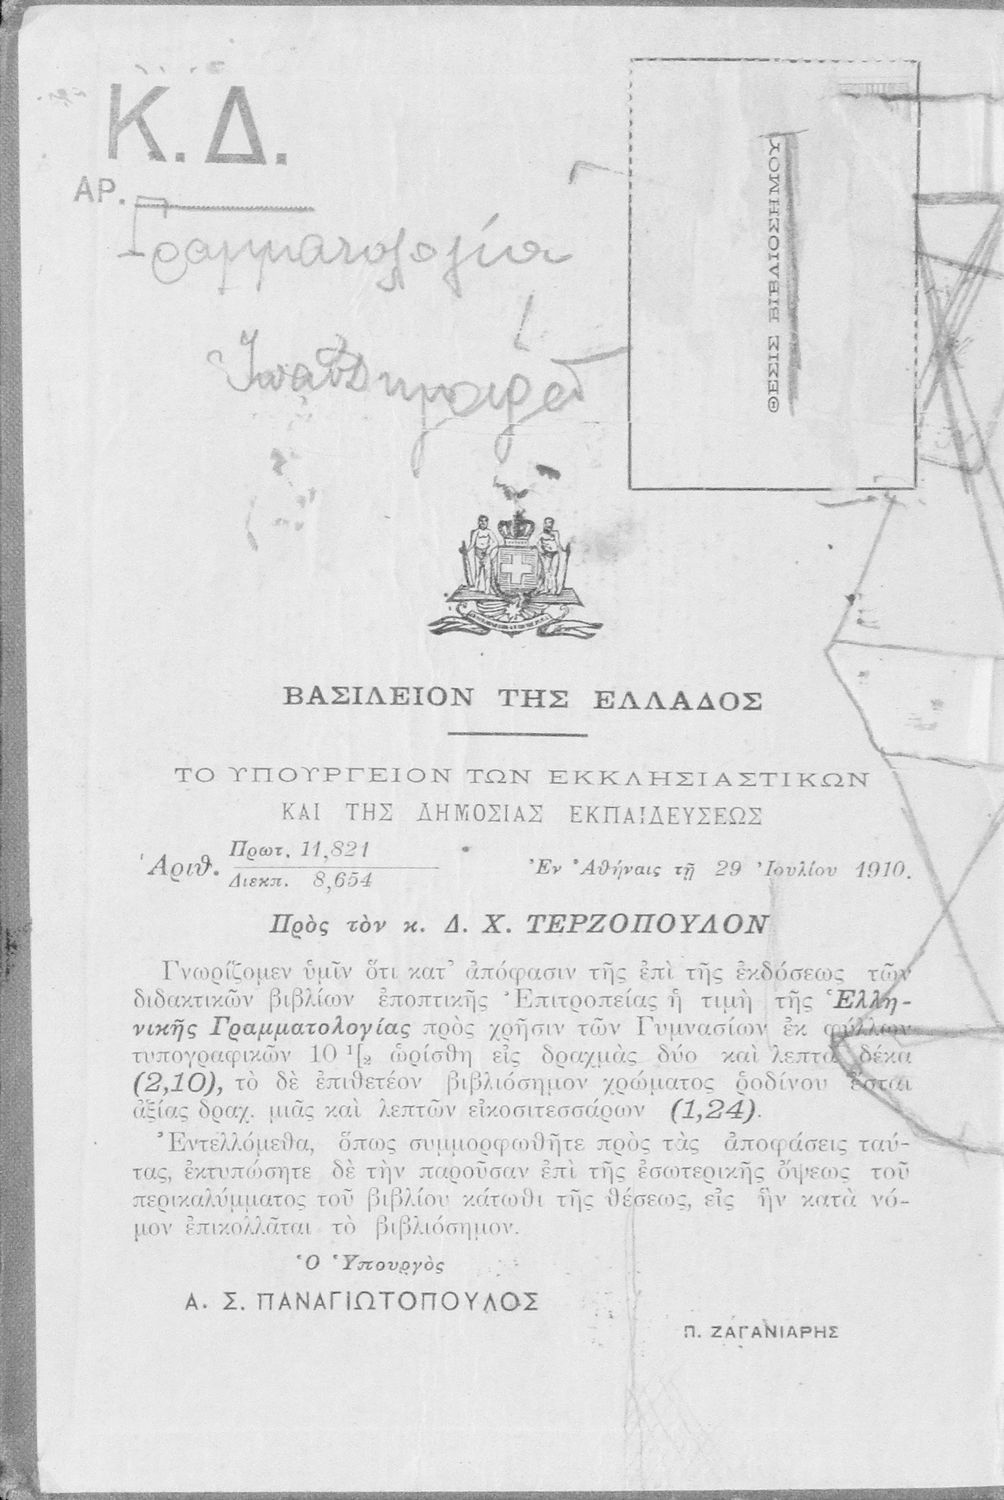 Κ. Δ.
ΑΡ.
Γραμματολογία
ΘΕΣΙΣ ΒΙΒΛΙΟΣΗΜΟΥ
ΒΑΣΙΛΕΙΟΝ ΤΗΣ ΕΛΛΑΔΟΣ
ΤΟ ΥΠΟΥΡΓΕΙΟΝ ΤΩΝ ΕΚΚΛΗΣΙΑΣΤΙΚΩΝ
ΚΑΙ ΤΗΣ ΔΗΜΟΣΙΑΣ ΕΚΠΑΙΔΕΥΣΕΩΣ
Ἀριθ. Πρωτ. 11,821
Διεκπ. 8,654
Ἐν Ἀθήναις τῇ 29 Ἰουλίου 1910.
Πρὸς τὸν κ. Δ. Χ. ΤΕΡΖΟΠΟΥΛΟΝ
Γνωρίζομεν ὑμῖν ὅτι κατ' ἀπόφασιν τῆς ἐπὶ τῆς ἐκδόσεως τῶν
διδακτικῶν βιβλίων ἐποπτικῆς Ἐπιτροπείας ἡ τιμὴ τῆς Ἑλλη-
νικῆς Γραμματολογίας πρὸς χρῆσιν τῶν Γυμνασίων ἐκ φύλλων
τυπογραφικῶν 10 1/2 ὡρίσθη εἰς δραχμὰς δύο καὶ λεπτὰ δέκα
(2,10), τὸ δὲ ἐπιθετέον βιβλιόσημον χρώματος ῥοδίνου ἔσται
ἀξίας δραχ. μιᾶς καὶ λεπτῶν εἰκοσιτεσσάρων (1,24).
Ἐντελλόμεθα, ὅπως συμμορφωθῆτε πρὸς τὰς ἀποφάσεις ταύ-
τας, ἐκτυπώσητε δὲ τὴν παροῦσαν ἐπὶ τῆς ἐσωτερικῆς ὄψεως τοῦ
περικαλύμματος τοῦ βιβλίου κάτωθι τῆς θέσεως, εἰς ἣν κατὰ νό-
μον ἐπικολλᾶται τὸ βιβλιόσημον.
Ὁ Ὑπουργὸς
Α. Σ. ΠΑΝΑΓΙΩΤΟΠΟΥΛΟΣ
Π. ΖΑΓΑΝΙΑΡΗΣ